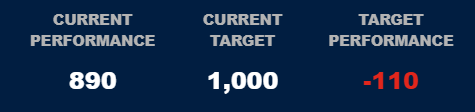 CURRENT PERFORMANCE
CURRENT TARGET
TARGET PERFORMANCE
890
1,000
-110